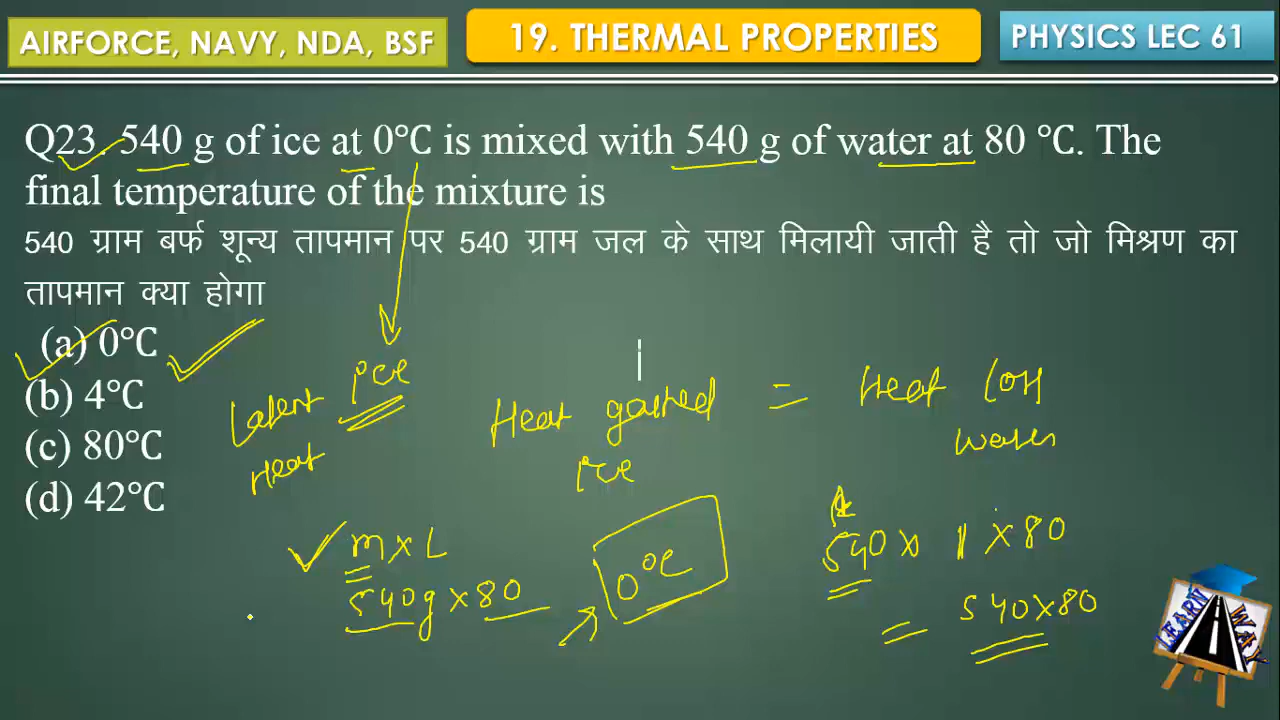 AIRFORCE, NAVY, NDA, BSF
19. THERMAL PROPERTIES
PHYSICS LEC 61
Q23. 540 g of ice at 0℃ is mixed with 540 g of water at 80 ℃. The
final temperature of the mixture is
540 ग्राम बर्फ शून्य तापमान पर 540 ग्राम जल के साथ मिलायी जाती है तो जो मिश्रण का
तापमान क्या होगा
(a) 0℃
(b) 4℃
(c) 80℃
(d) 42℃
ice
Latent
Heat
Heat gained = Heat loss
ice
water
m×L
540g×80
0°C
540× 1×80
= 540×80
LEARN WAY